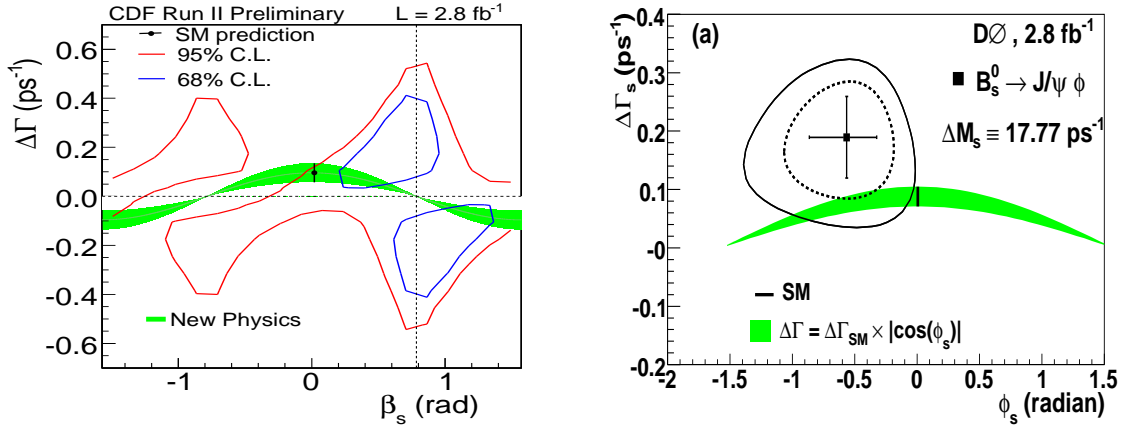 CDF Run II Preliminary L = 2.8 fb⁻¹
SM prediction
95% C.L.
68% C.L.
New Physics
ΔΓ (ps⁻¹)
0.6
0.4
0.2
0.0
-0.2
-0.4
-0.6
-1 0 1
βₛ (rad)
(a) DØ , 2.8 fb⁻¹
B⁰ₛ → J/ψ φ
ΔMₛ ≡ 17.77 ps⁻¹
SM
ΔΓ = ΔΓ_SM × |cos(φₛ)|
ΔΓₛ (ps⁻¹)
0.4
0.3
0.2
0.1
-0
-0.1
-0.2
-2 -1.5 -1 -0.5 0 0.5 1 1.5
φₛ (radian)